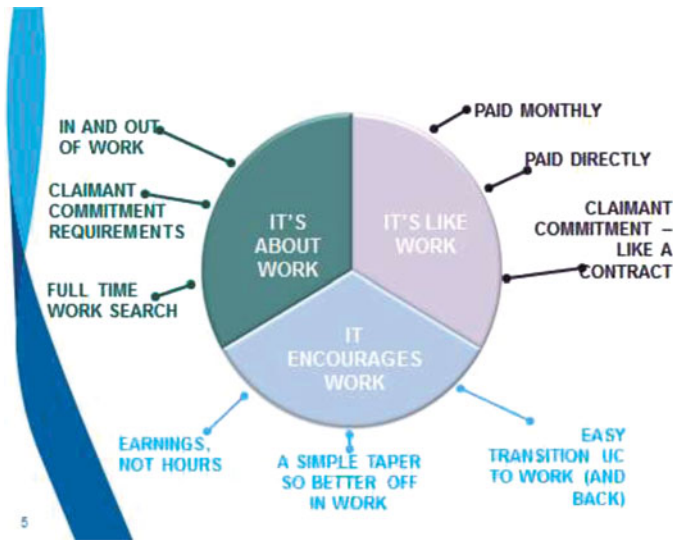 IN AND OUT
OF WORK
CLAIMANT
COMMITMENT
REQUIREMENTS
FULL TIME
WORK SEARCH
IT'S
ABOUT
WORK
IT'S LIKE
WORK
IT
ENCOURAGES
WORK
PAID MONTHLY
PAID DIRECTLY
CLAIMANT
COMMITMENT –
LIKE A
CONTRACT
EARNINGS,
NOT HOURS
A SIMPLE TAPER
SO BETTER OFF
IN WORK
EASY
TRANSITION UC
TO WORK (AND
BACK)
5